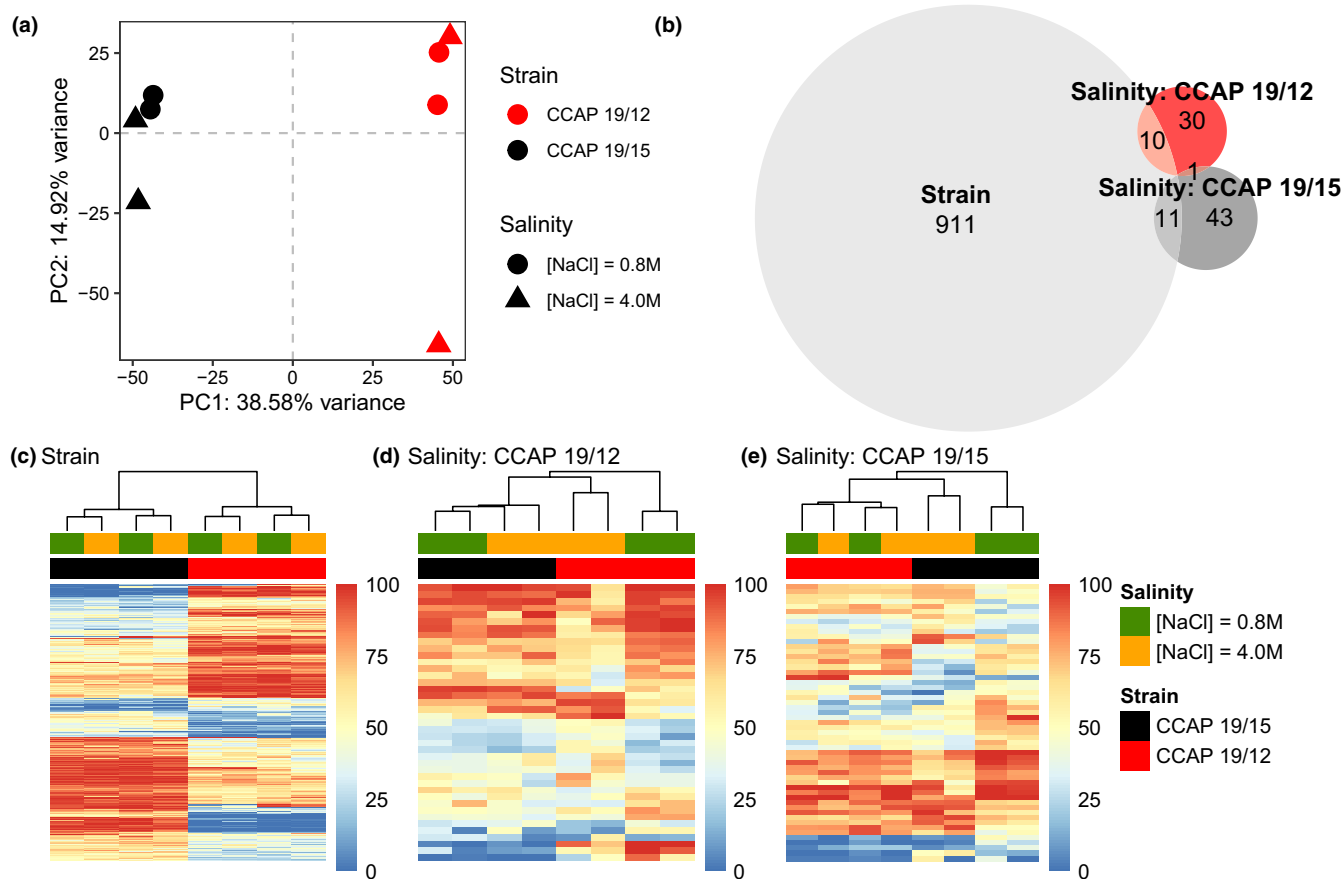 (a)
25
0
−25
−50
−50 −25 0 25 50
PC1: 38.58% variance
PC2: 14.92% variance
Strain
CCAP 19/12
CCAP 19/15
Salinity
[NaCl] = 0.8M
[NaCl] = 4.0M
(b)
Salinity: CCAP 19/12
30
10
1
Salinity: CCAP 19/15
Strain
911
11 43
(c) Strain
100
75
50
25
0
(d) Salinity: CCAP 19/12
100
75
50
25
0
(e) Salinity: CCAP 19/15
100
75
50
25
0
Salinity
[NaCl] = 0.8M
[NaCl] = 4.0M
Strain
CCAP 19/15
CCAP 19/12